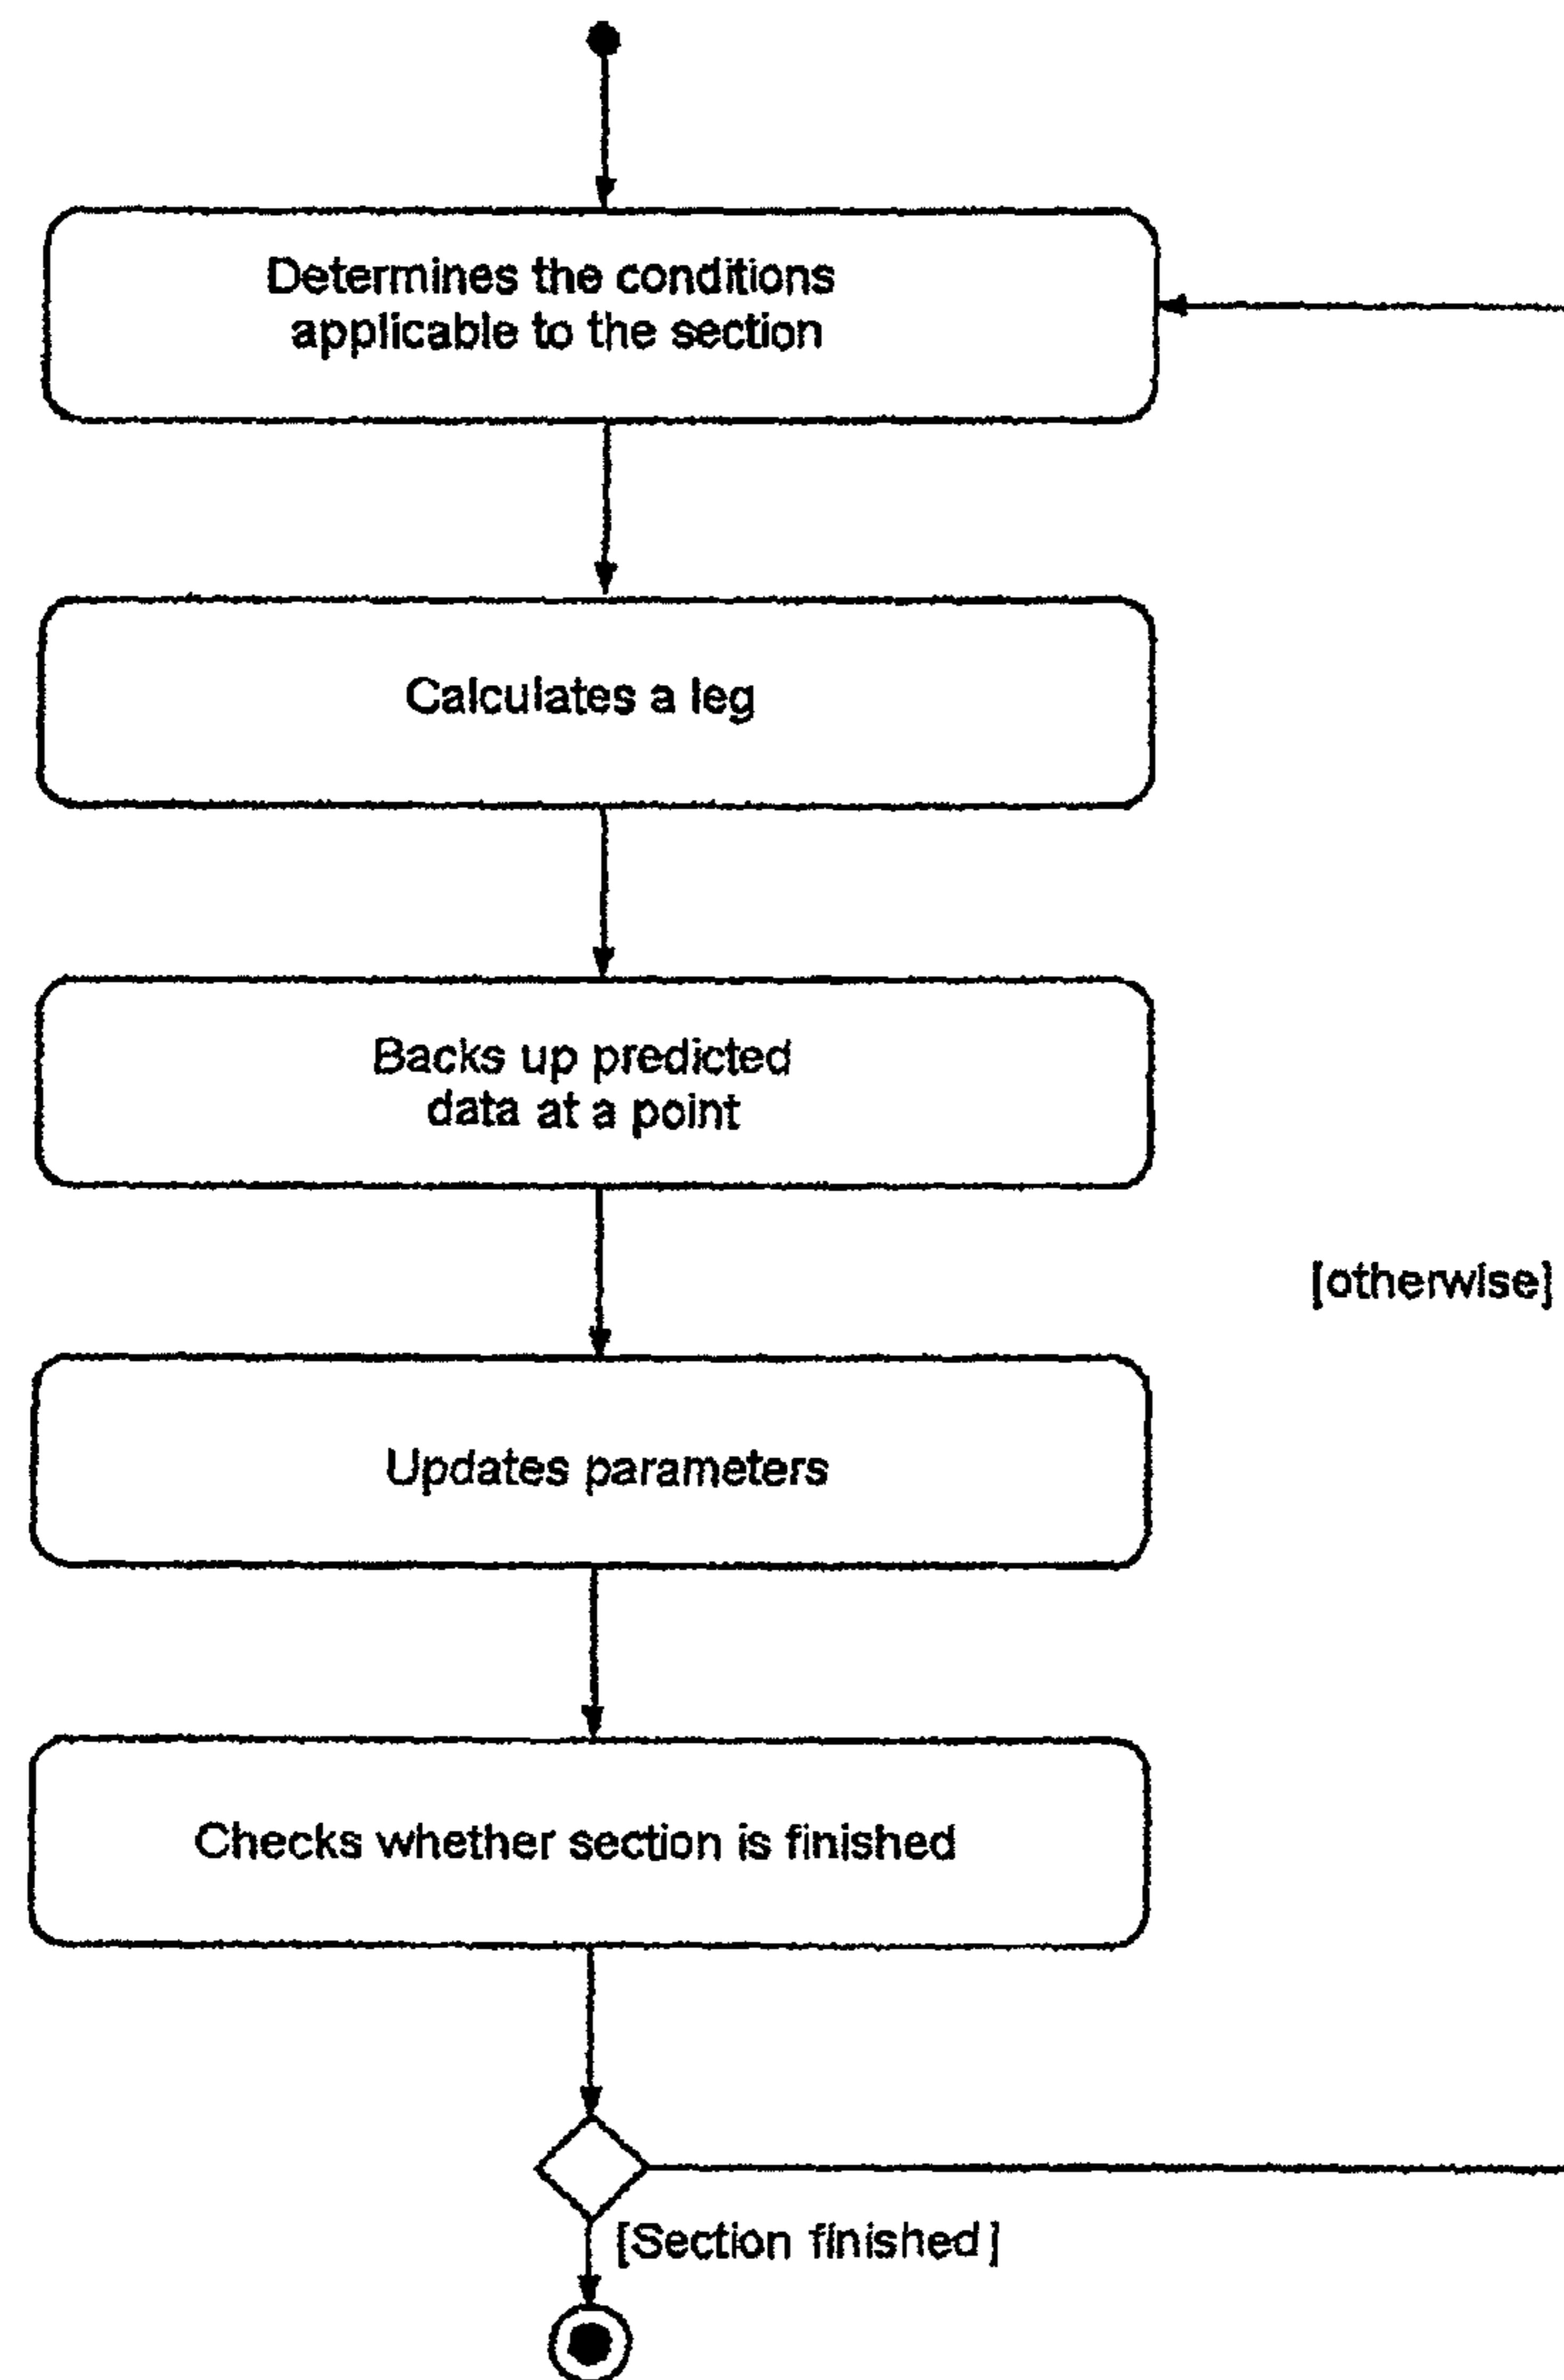 Determines the conditions
applicable to the section
Calculates a leg
Backs up predicted
data at a point
[otherwise]
Updates parameters
Checks whether section is finished
[Section finished]